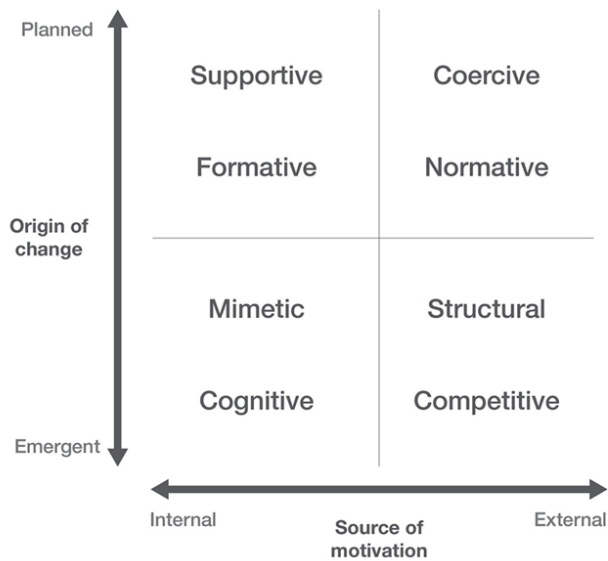 Planned
Supportive
Coercive
Formative
Normative
Origin of
change
Mimetic
Structural
Cognitive
Competitive
Emergent
Internal
Source of
motivation
External